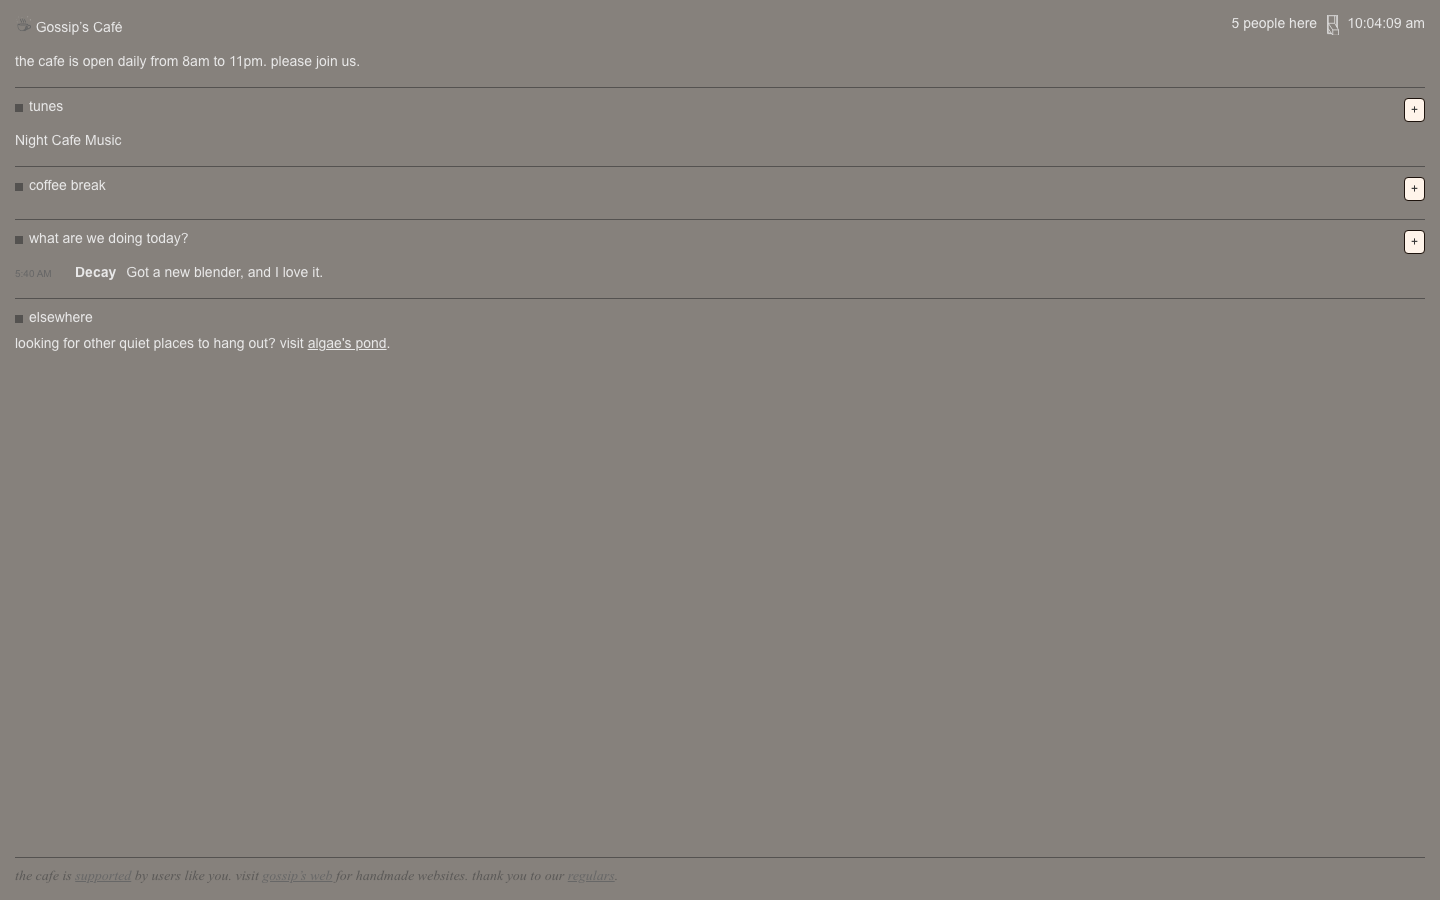 Gossip's Café
5 people here 10:04:09 am
the cafe is open daily from 8am to 11pm. please join us.
tunes
+
Night Cafe Music
coffee break
+
what are we doing today?
+
5:40 AM Decay Got a new blender, and I love it.
elsewhere
looking for other quiet places to hang out? visit algae's pond.
the cafe is supported by users like you. visit gossip's web for handmade websites. thank you to our regulars.